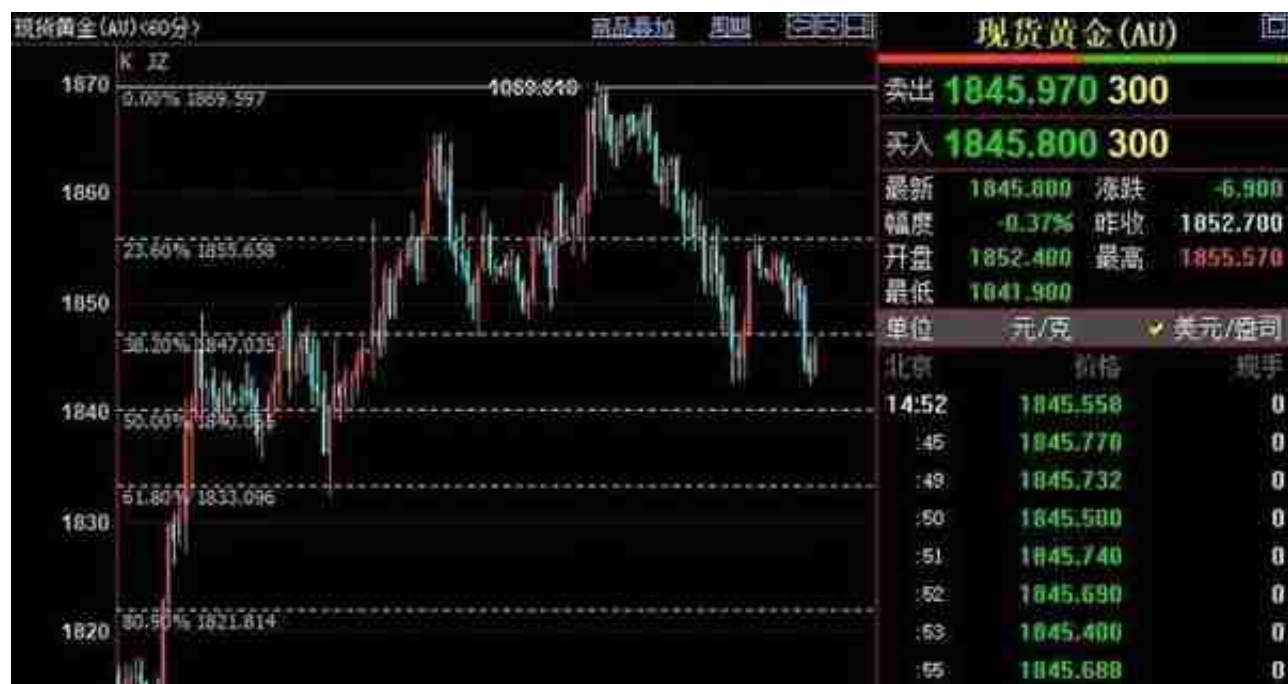 现货黄金(AU)<60分>
商品叠加 周期
K JZ
1870
0.00% 1869.597
1869.610
1860
23.60% 1855.658
1850
38.20% 1847.035
1840
50.00% 1840.065
61.80% 1833.096
1830
80.90% 1821.814
1820
现货黄金(AU)
卖出 1845.970 300
买入 1845.800 300
最新 1845.800 涨跌 -6.900
幅度 -0.37% 昨收 1852.700
开盘 1852.400 最高 1855.570
最低 1841.900
单位 元/克 美元/盎司
北京 价格 现手
14:52 1845.558 0
:46 1845.770 0
:49 1845.732 0
:50 1845.500 0
:51 1845.740 0
:52 1845.690 0
:53 1845.400 0
:55 1845.688 0